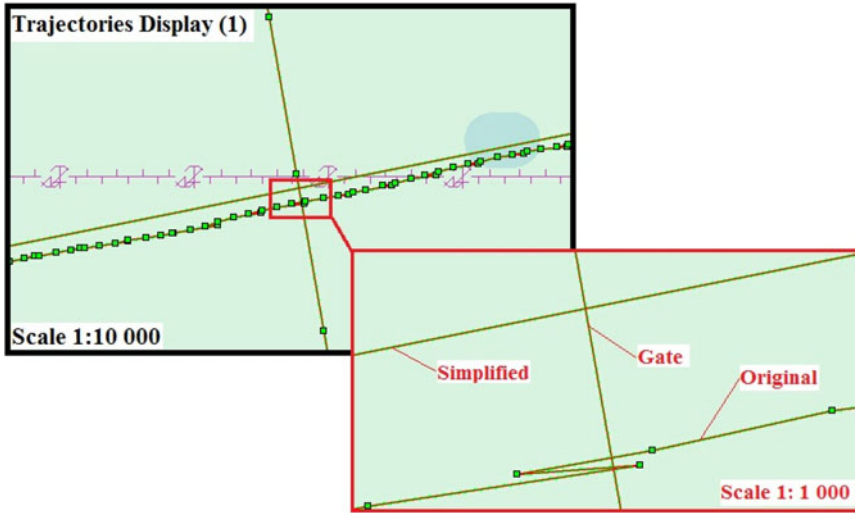 Trajectories Display (1)
Scale 1:10 000
Simplified
Gate
Original
Scale 1: 1 000